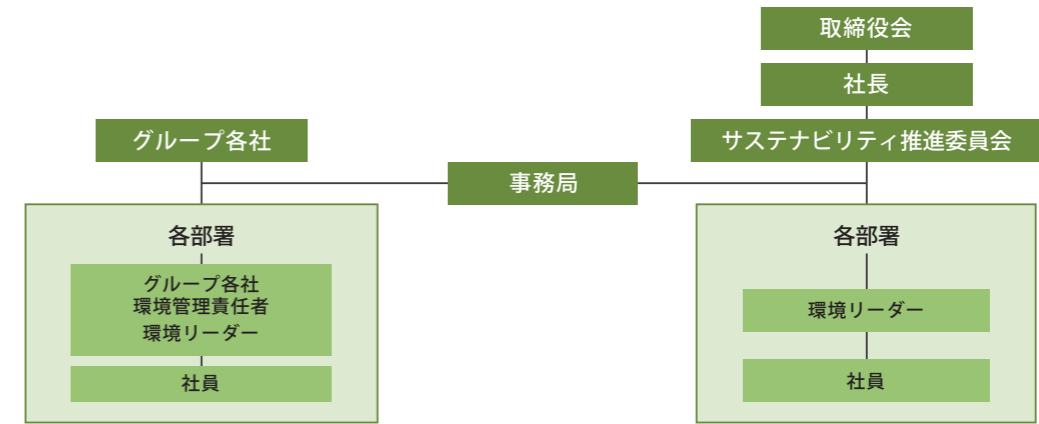 取締役会
社長
グループ各社
サステナビリティ推進委員会
事務局
各部署
グループ各社
環境管理責任者
環境リーダー
社員
各部署
環境リーダー
社員